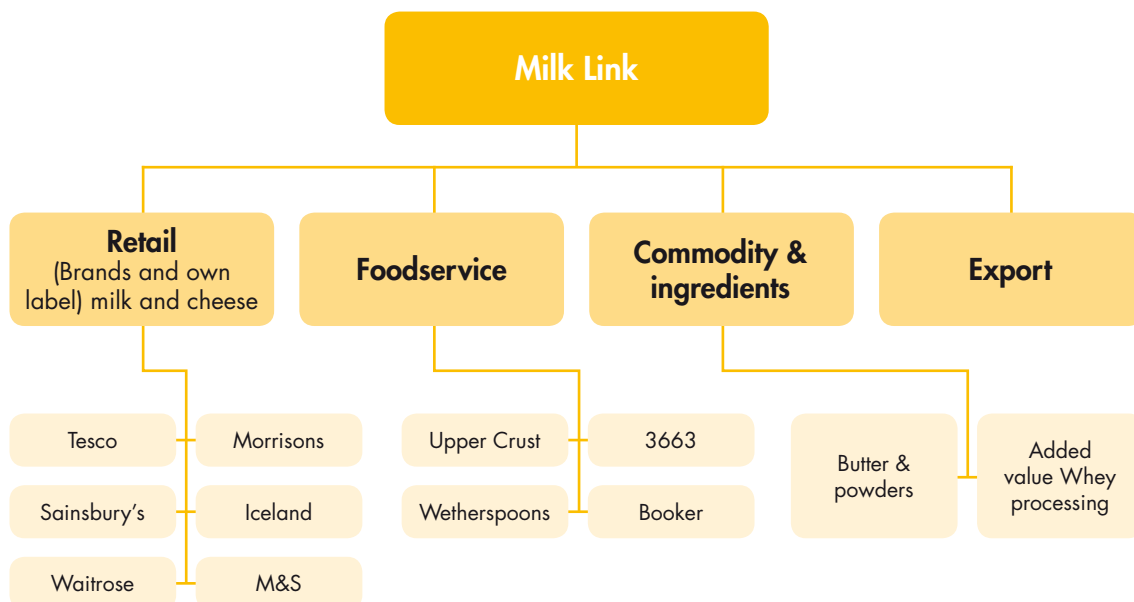 Milk Link
Retail
(Brands and own
label) milk and cheese
Foodservice
Commodity &
ingredients
Export
Tesco
Morrisons
Sainsbury’s
Iceland
Waitrose
M&S
Upper Crust
3663
Wetherspoons
Booker
Butter &
powders
Added
value Whey
processing